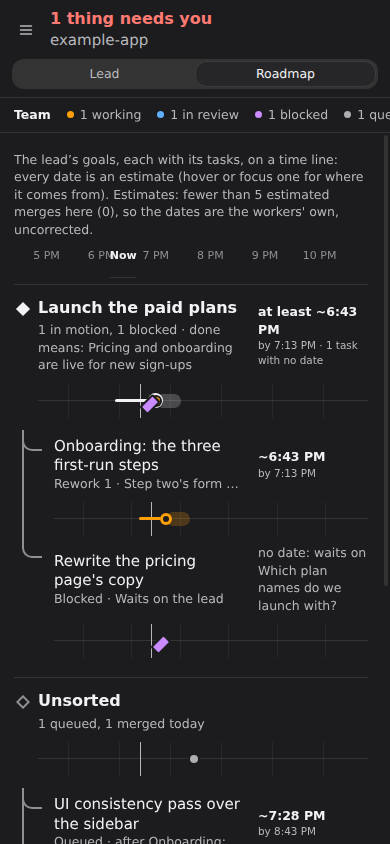 1 thing needs you
example-app
Lead
Roadmap
Team
1 working
1 in review
1 blocked
1 que
The lead's goals, each with its tasks, on a time line:
every date is an estimate (hover or focus one for where
it comes from). Estimates: fewer than 5 estimated
merges here (0), so the dates are the workers' own,
uncorrected.
5 PM 6 PM Now 7 PM 8 PM 9 PM 10 PM
Launch the paid plans
1 in motion, 1 blocked · done
means: Pricing and onboarding
are live for new sign-ups
at least ~6:43
PM
by 7:13 PM · 1 task
with no date
Onboarding: the three
first-run steps
Rework 1 · Step two's form ...
~6:43 PM
by 7:13 PM
Rewrite the pricing
page's copy
Blocked · Waits on the lead
no date: waits on
Which plan
names do we
launch with?
Unsorted
1 queued, 1 merged today
UI consistency pass over
the sidebar
Queued · after Onboarding:
~7:28 PM
by 8:43 PM